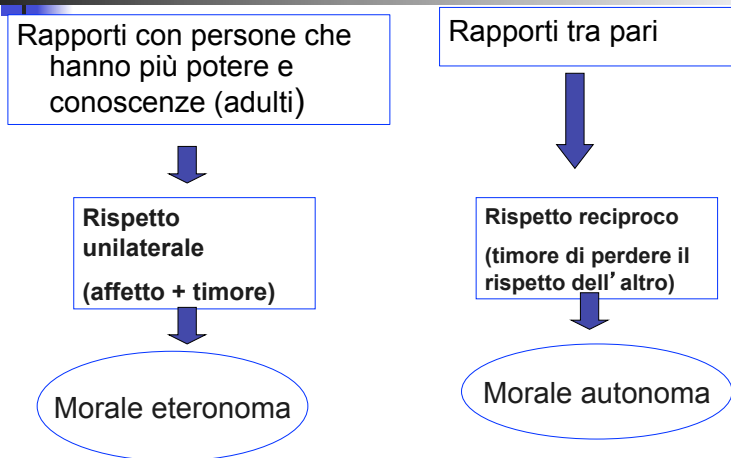 Rapporti con persone che
hanno più potere e
conoscenze (adulti)
Rispetto
unilaterale
(affetto + timore)
Morale eteronoma
Rapporti tra pari
Rispetto reciproco
(timore di perdere il
rispetto dell’altro)
Morale autonoma